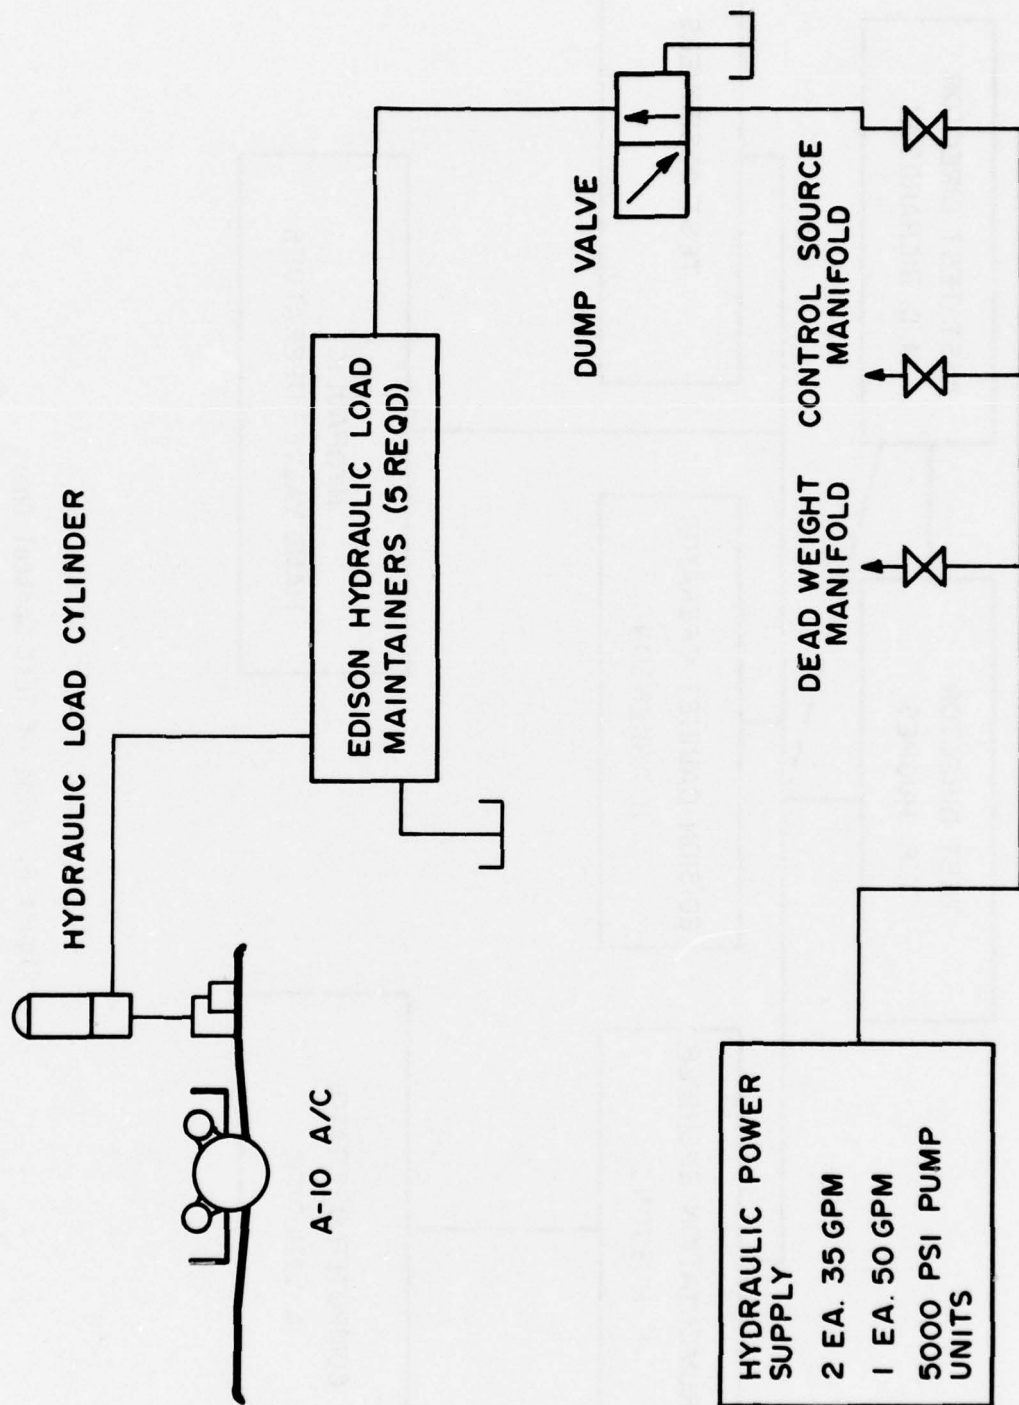 HYDRAULIC LOAD CYLINDER
A-10 A/C
EDISON HYDRAULIC LOAD
MAINTAINERS (5 REQD)
DUMP VALVE
DEAD WEIGHT
MANIFOLD
CONTROL SOURCE
MANIFOLD
HYDRAULIC POWER
SUPPLY
2 EA. 35 GPM
1 EA. 50 GPM
5000 PSI PUMP
UNITS